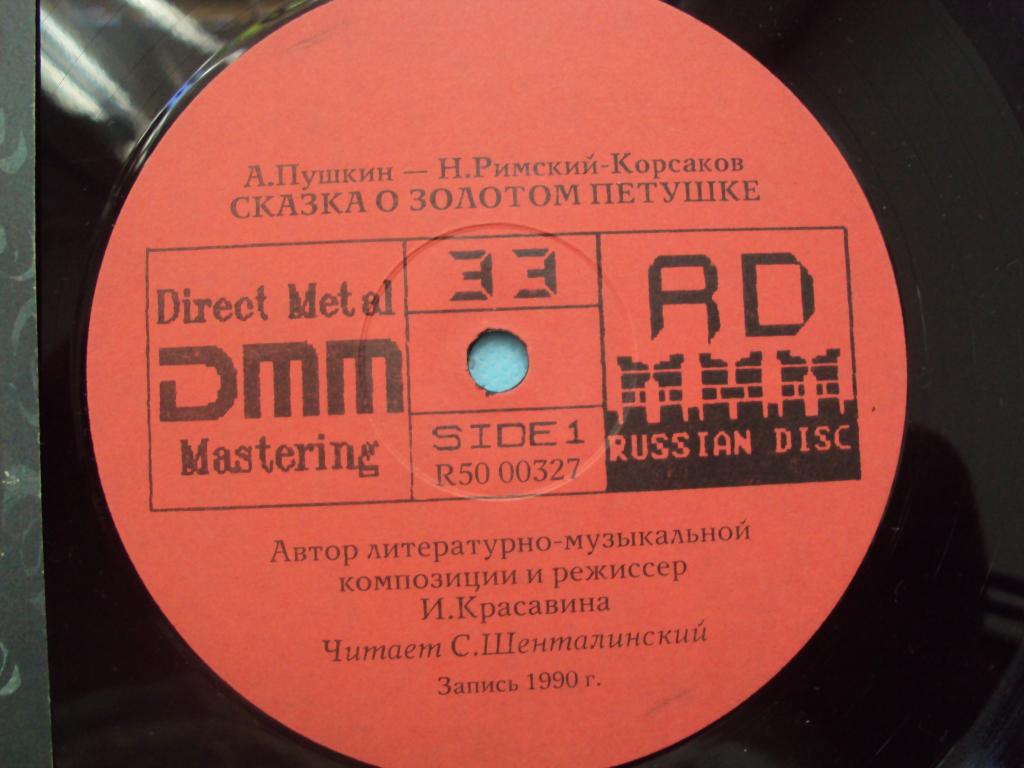 А.Пушкин — Н.Римский-Корсаков
СКАЗКА О ЗОЛОТОМ ПЕТУШКЕ
Direct Metal
DMM
Mastering
33
SIDE 1
R50 00327
RD
RUSSIAN DISC
Автор литературно-музыкальной
композиции и режиссер
И.Красавина
Читает С.Шенталинский
Запись 1990 г.